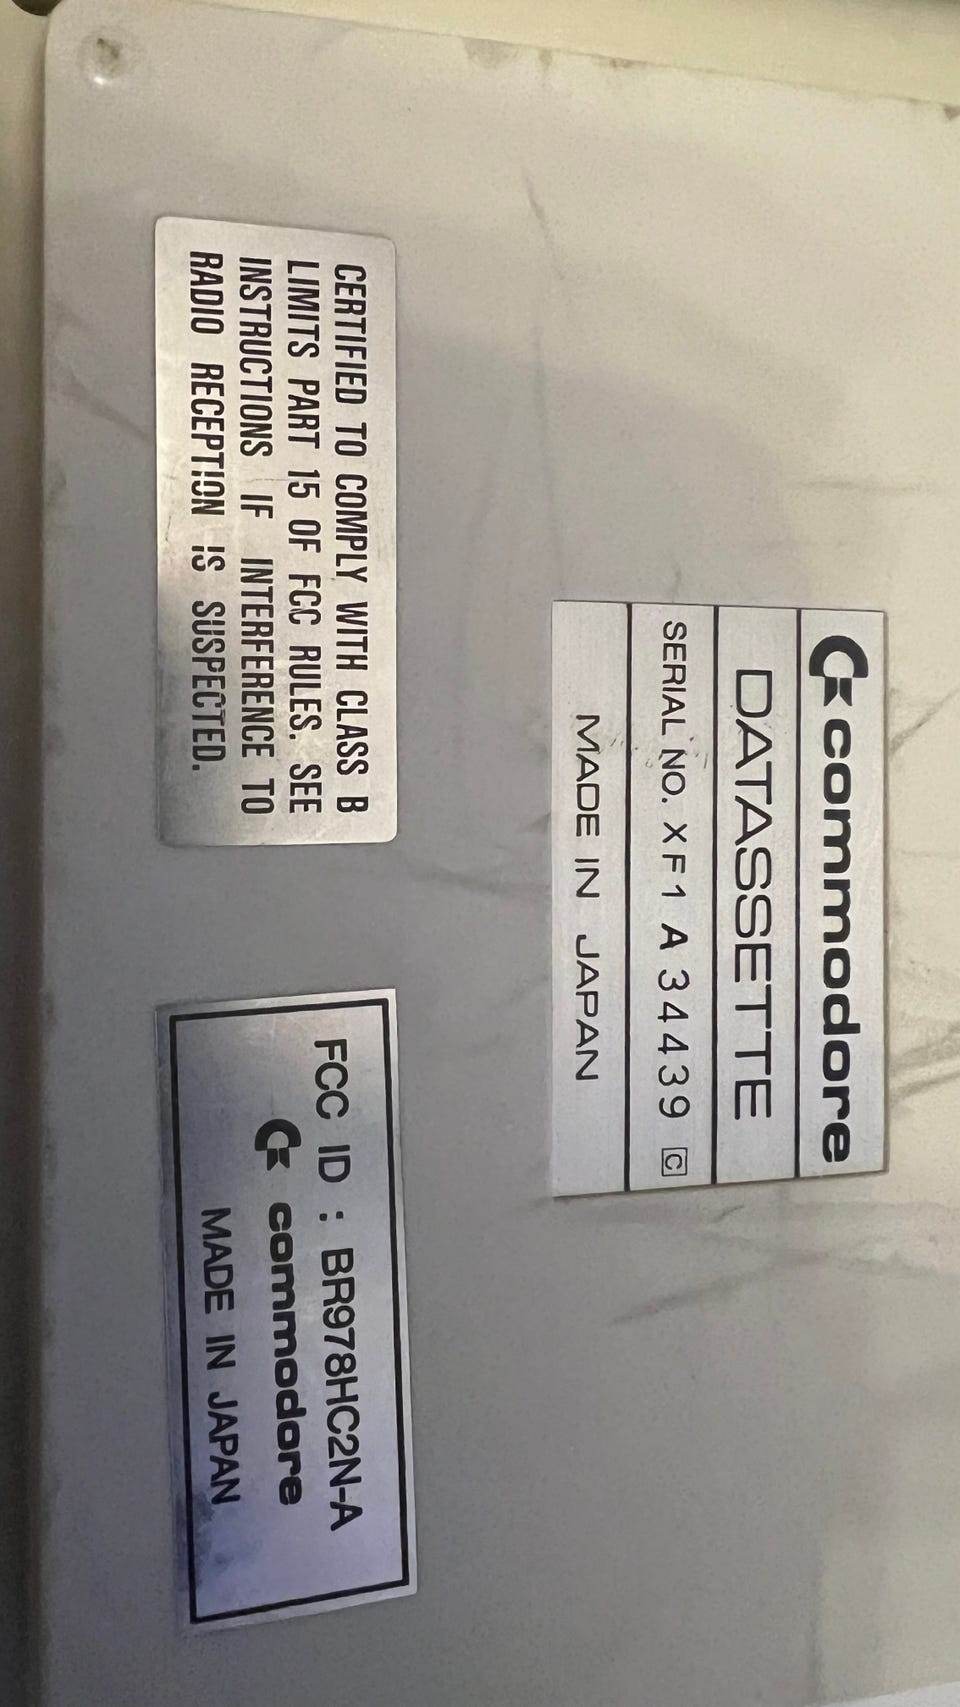 commodore
DATASSETTE
SERIAL NO. XF1 A 34439 C
MADE IN JAPAN
CERTIFIED TO COMPLY WITH CLASS B
LIMITS PART 15 OF FCC RULES. SEE
INSTRUCTIONS IF INTERFERENCE TO
RADIO RECEPTION IS SUSPECTED.
FCC ID : BR978HC2N-A
commodore
MADE IN JAPAN